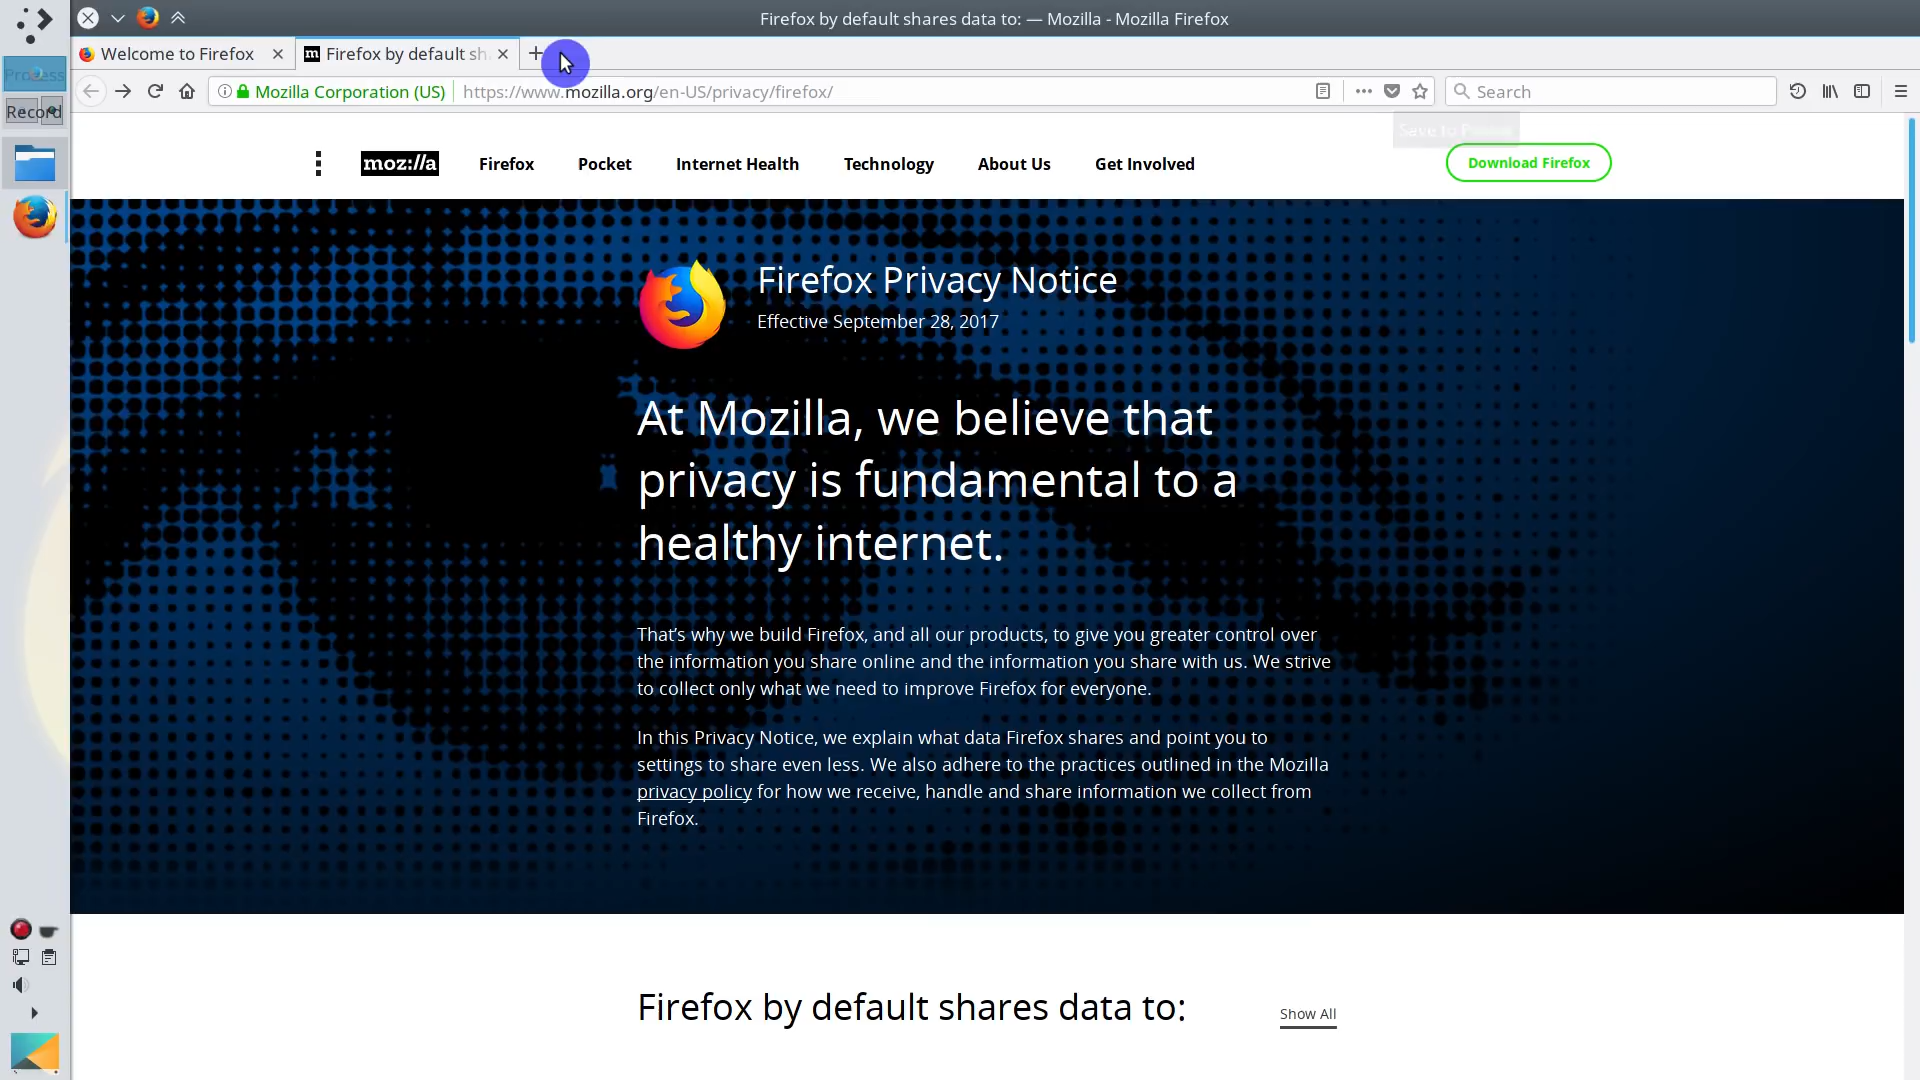 Firefox by default shares data to: — Mozilla - Mozilla Firefox
Welcome to Firefox
Firefox by default sh
Process
Record
Mozilla Corporation (US)
https://www.mozilla.org/en-US/privacy/firefox/
Search
Save to Pocket
moz://a
Firefox
Pocket
Internet Health
Technology
About Us
Get Involved
Download Firefox
Firefox Privacy Notice
Effective September 28, 2017
At Mozilla, we believe that
privacy is fundamental to a
healthy internet.
That’s why we build Firefox, and all our products, to give you greater control over
the information you share online and the information you share with us. We strive
to collect only what we need to improve Firefox for everyone.
In this Privacy Notice, we explain what data Firefox shares and point you to
settings to share even less. We also adhere to the practices outlined in the Mozilla
privacy policy for how we receive, handle and share information we collect from
Firefox.
Firefox by default shares data to:
Show All